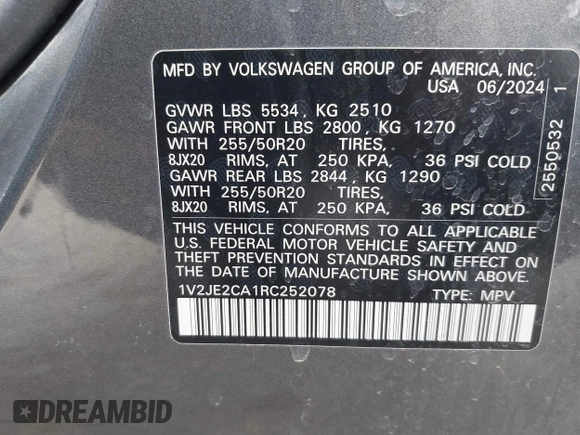 MFD BY VOLKSWAGEN GROUP OF AMERICA, INC.
USA 06/2024
GVWR LBS 5534, KG 2510
GAWR FRONT LBS 2800, KG 1270
WITH 255/50R20 TIRES,
8JX20 RIMS, AT 250 KPA, 36 PSI COLD
GAWR REAR LBS 2844, KG 1290
WITH 255/50R20 TIRES,
8JX20 RIMS, AT 250 KPA, 36 PSI COLD
THIS VEHICLE CONFORMS TO ALL APPLICABLE
U.S. FEDERAL MOTOR VEHICLE SAFETY AND
THEFT PREVENTION STANDARDS IN EFFECT ON
THE DATE OF MANUFACTURE SHOWN ABOVE.
1V2JE2CA1RC252078 TYPE: MPV
2550532 1
DREAMBID